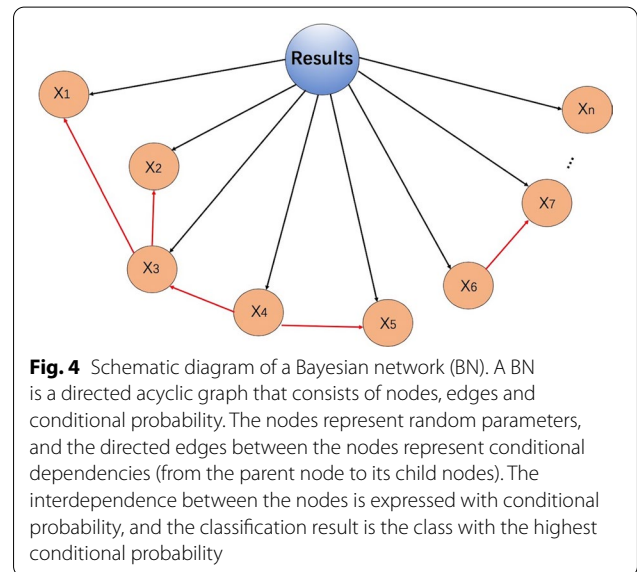 Results
X1
Xn
X2
⋮
X7
X3
X6
X4
X5
Fig. 4 Schematic diagram of a Bayesian network (BN). A BN
is a directed acyclic graph that consists of nodes, edges and
conditional probability. The nodes represent random parameters,
and the directed edges between the nodes represent conditional
dependencies (from the parent node to its child nodes). The
interdependence between the nodes is expressed with conditional
probability, and the classification result is the class with the highest
conditional probability